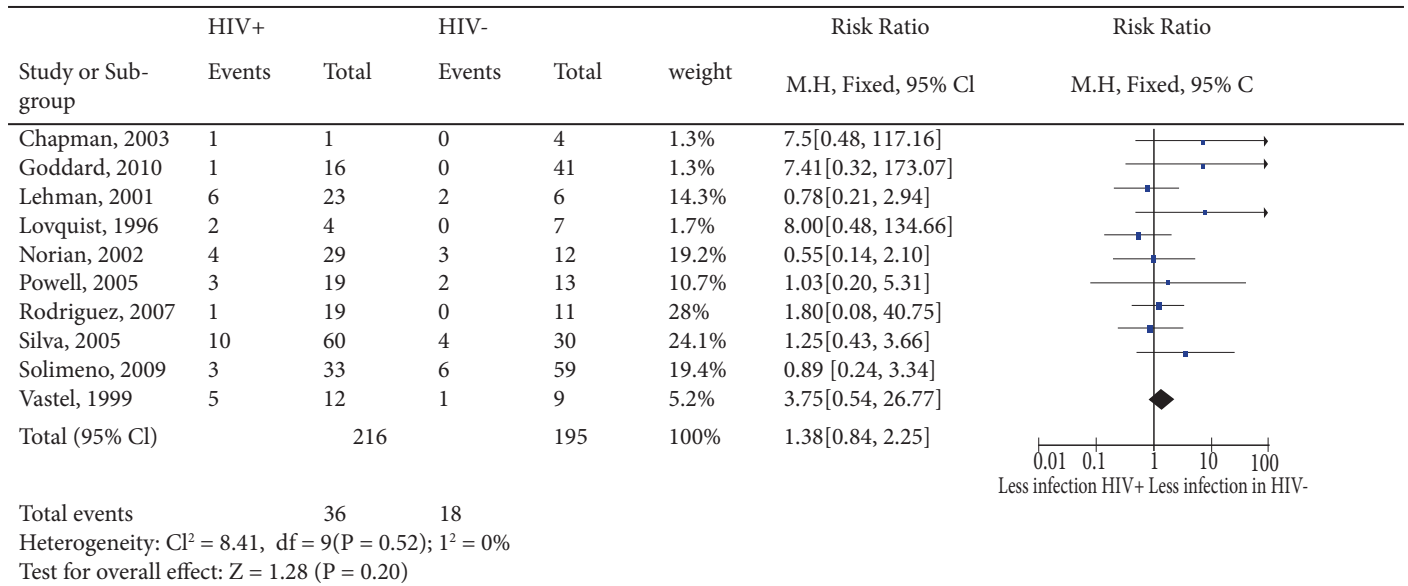 HIV+ HIV- Risk Ratio Risk Ratio
Study or Sub-group Events Total Events Total weight M.H, Fixed, 95% Cl M.H, Fixed, 95% C
Chapman, 2003 1 1 0 4 1.3% 7.5[0.48, 117.16]
Goddard, 2010 1 16 0 41 1.3% 7.41[0.32, 173.07]
Lehman, 2001 6 23 2 6 14.3% 0.78[0.21, 2.94]
Lovquist, 1996 2 4 0 7 1.7% 8.00[0.48, 134.66]
Norian, 2002 4 29 3 12 19.2% 0.55[0.14, 2.10]
Powell, 2005 3 19 2 13 10.7% 1.03[0.20, 5.31]
Rodriguez, 2007 1 19 0 11 28% 1.80[0.08, 40.75]
Silva, 2005 10 60 4 30 24.1% 1.25[0.43, 3.66]
Solimeno, 2009 3 33 6 59 19.4% 0.89 [0.24, 3.34]
Vastel, 1999 5 12 1 9 5.2% 3.75[0.54, 26.77]
Total (95% Cl) 216 195 100% 1.38[0.84, 2.25]
0.01 0.1 1 10 100
Less infection HIV+ Less infection in HIV-
Total events 36 18
Heterogeneity: Cl² = 8.41, df = 9(P = 0.52); 1² = 0%
Test for overall effect: Z = 1.28 (P = 0.20)